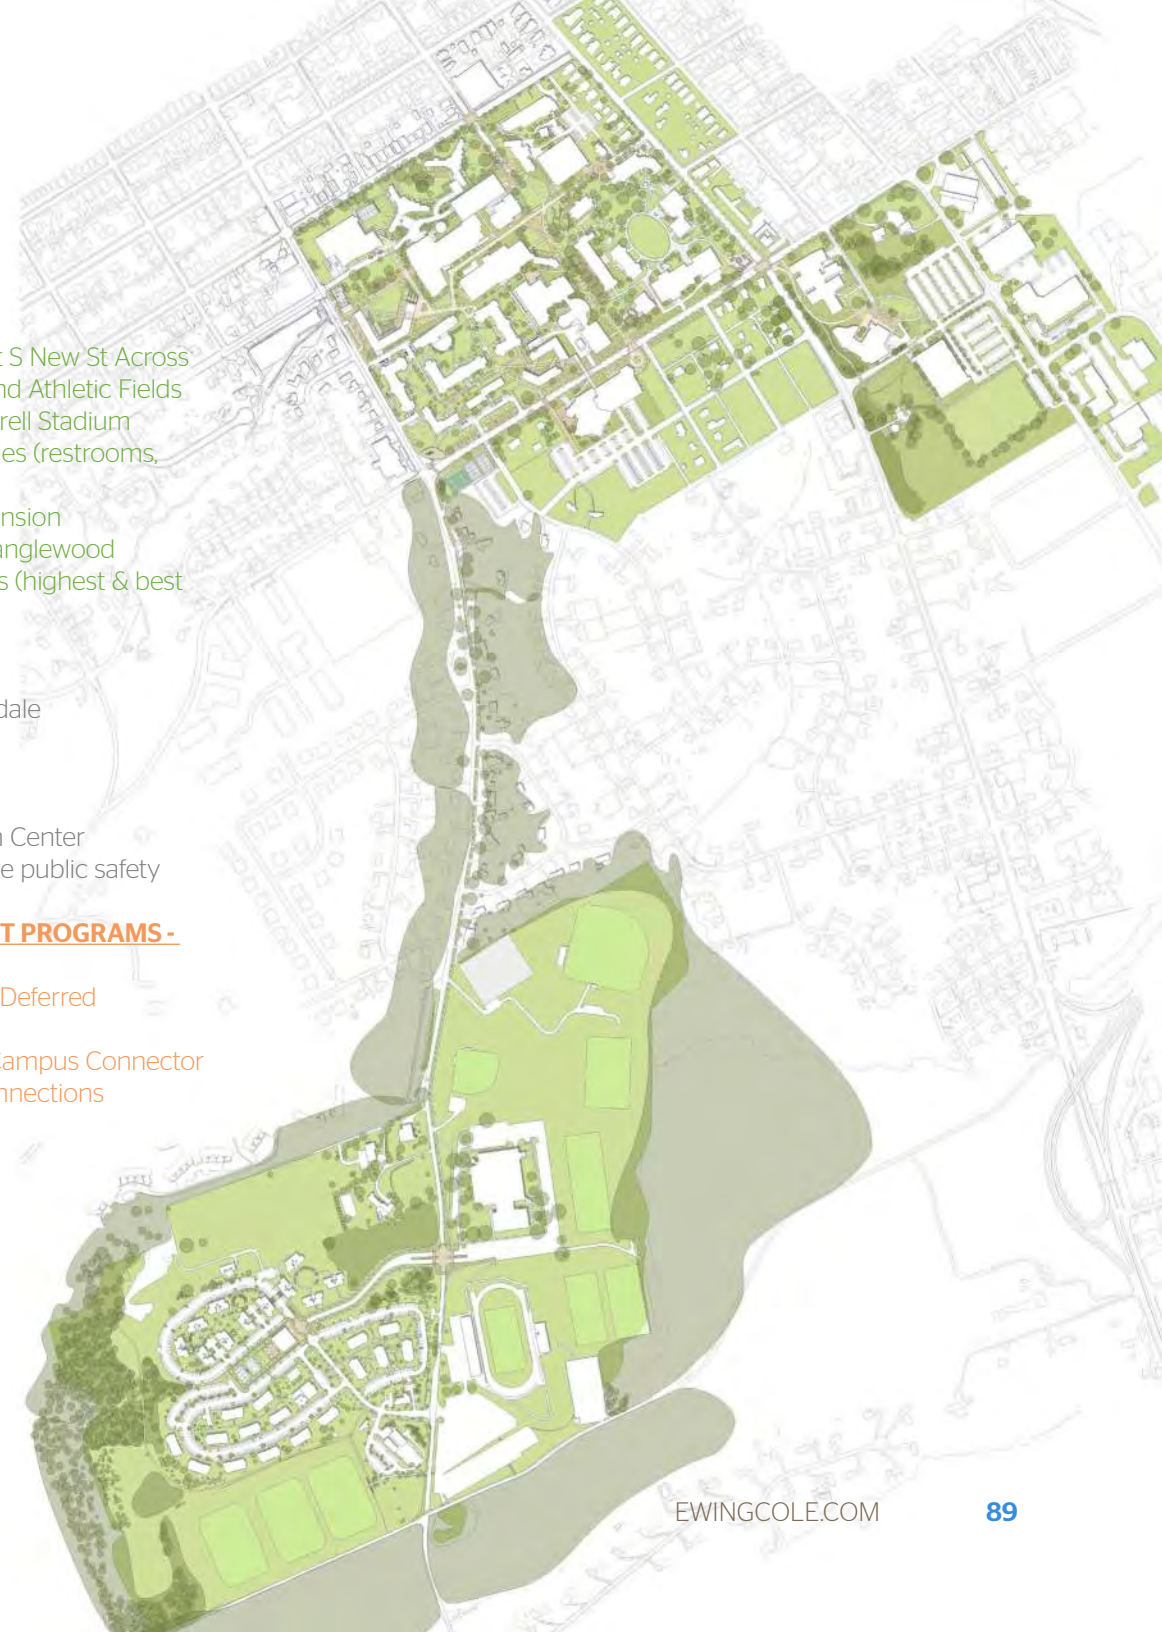 S New St Across
nd Athletic Fields
rell Stadium
es (restrooms,
nsion
anglewood
s (highest & best
dale
Center
e public safety
T PROGRAMS -
Deferred
Campus Connector
nnections
EWINGCOLE.COM 89